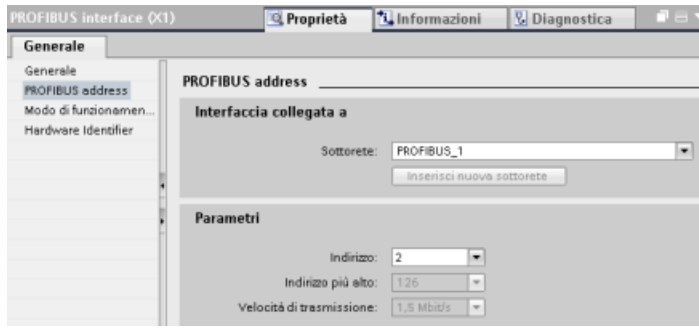 PROFIBUS interface (X1)
Proprietà
Informazioni
Diagnostica
Generale
Generale
PROFIBUS address
Modo di funzionamen...
Hardware Identifier
PROFIBUS address
Interfaccia collegata a
Sottorete: PROFIBUS_1
Inserisci nuova sottorete
Parametri
Indirizzo: 2
Indirizzo più alto: 126
Velocità di trasmissione: 1,5 Mbit/s